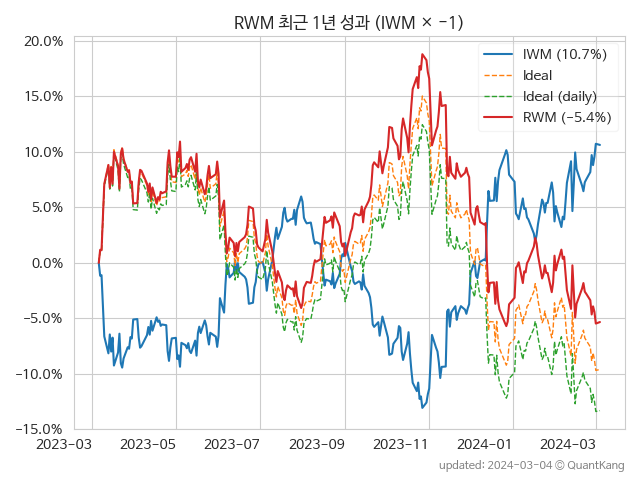 RWM 최근 1년 성과 (IWM × −1)
20.0%
15.0%
10.0%
5.0%
0.0%
−5.0%
−10.0%
−15.0%
IWM (10.7%)
Ideal
Ideal (daily)
RWM (−5.4%)
2023−03
2023−05
2023−07
2023−09
2023−11
2024−01
2024−03
updated: 2024−03−04 © QuantKang